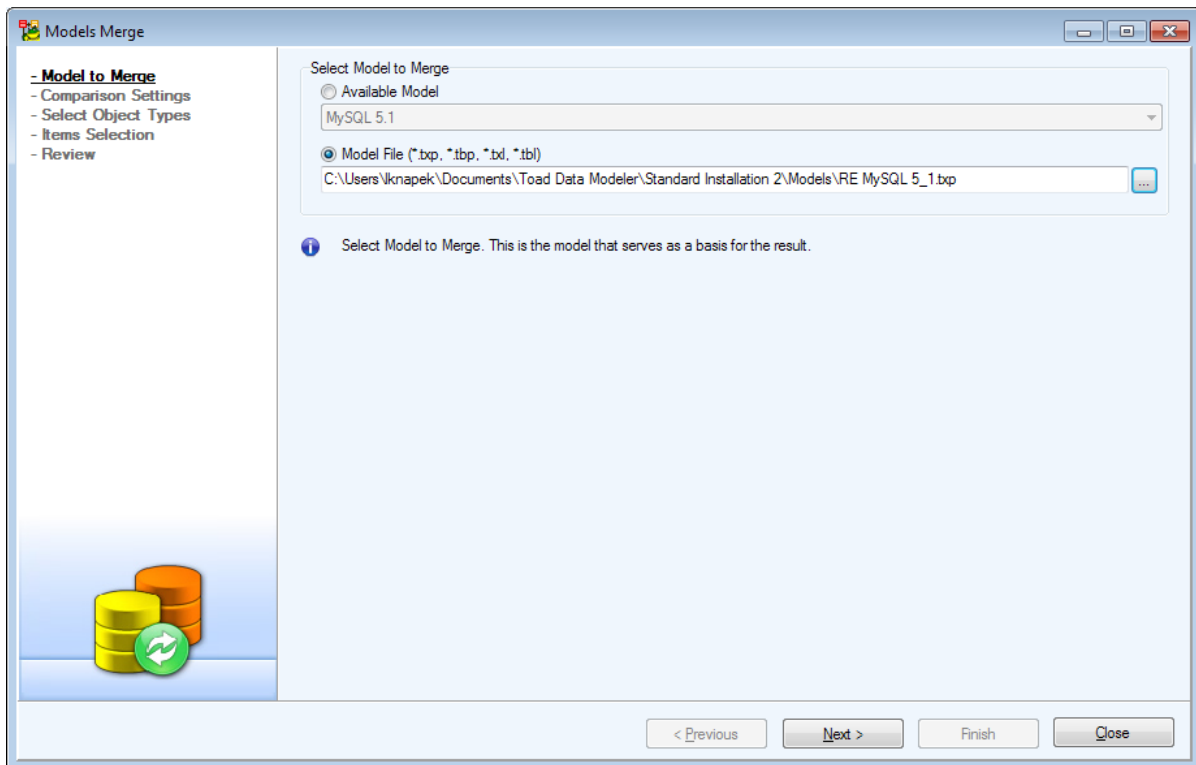 Models Merge
- Model to Merge
- Comparison Settings
- Select Object Types
- Items Selection
- Review
Select Model to Merge
Available Model
MySQL 5.1
Model File (*.txp, *.tbp, *.txl, *.tbl)
C:\Users\lknapek\Documents\Toad Data Modeler\Standard Installation 2\Models\RE MySQL 5_1.txp
...
Select Model to Merge. This is the model that serves as a basis for the result.
< Previous
Next >
Finish
Close